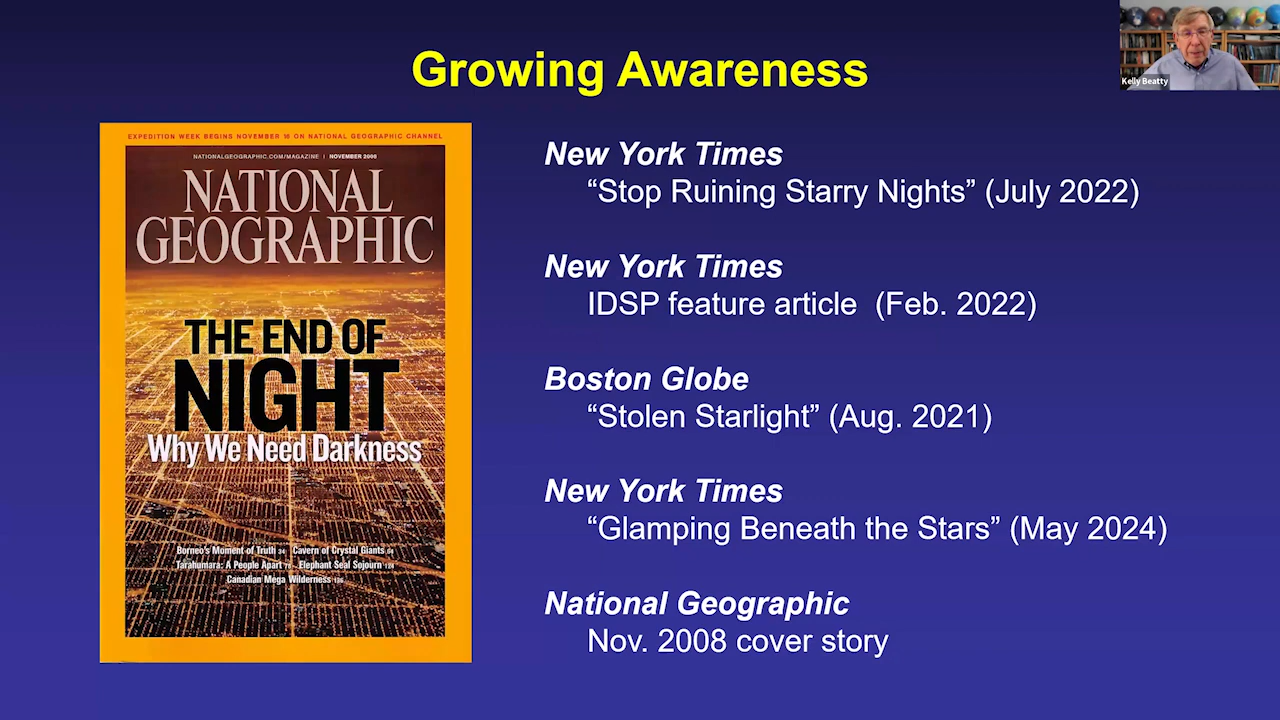 Growing Awareness
Kelly Beatty
EXPEDITION WEEK BEGINS NOVEMBER 16 ON NATIONAL GEOGRAPHIC CHANNEL
NATIONALGEOGRAPHIC.COM/MAGAZINE | NOVEMBER 2008
NATIONAL
GEOGRAPHIC
THE END OF
NIGHT
Why We Need Darkness
Borneo's Moment of Truth 34 Cavern of Crystal Giants 64
Tarahumara: A People Apart 78 Elephant Seal Sojourn 124
Canadian Mega Wilderness
New York Times
“Stop Ruining Starry Nights” (July 2022)
New York Times
IDSP feature article (Feb. 2022)
Boston Globe
“Stolen Starlight” (Aug. 2021)
New York Times
“Glamping Beneath the Stars” (May 2024)
National Geographic
Nov. 2008 cover story